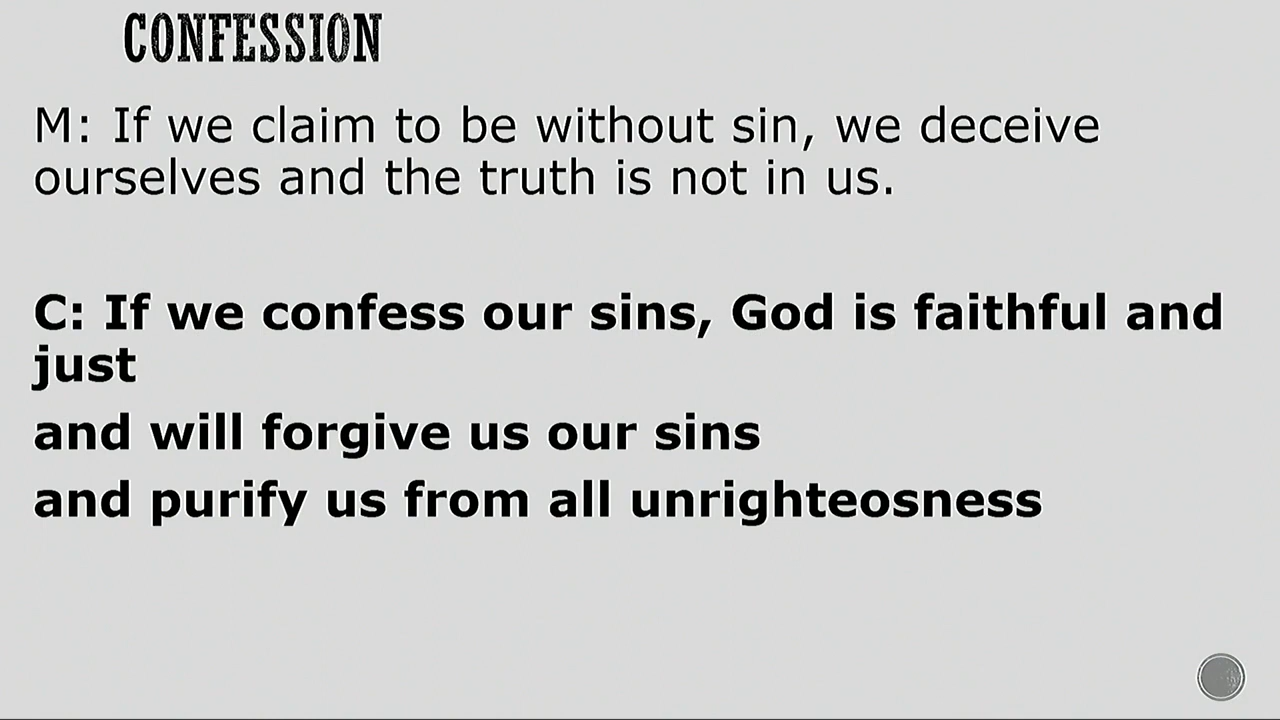 CONFESSION
M: If we claim to be without sin, we deceive
ourselves and the truth is not in us.
C: If we confess our sins, God is faithful and
just
and will forgive us our sins
and purify us from all unrighteosness